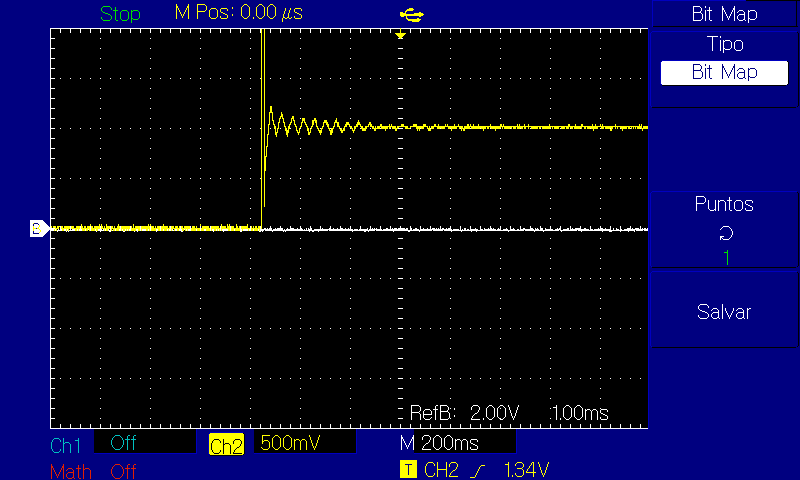 Stop M Pos: 0.00 µs Bit Map
Tipo
Bit Map
Puntos
2
1
Salvar
RefB: 2.00V 1.00ms
Ch1 Off Ch2 500mV M 200ms
Math Off T CH2 1.34V